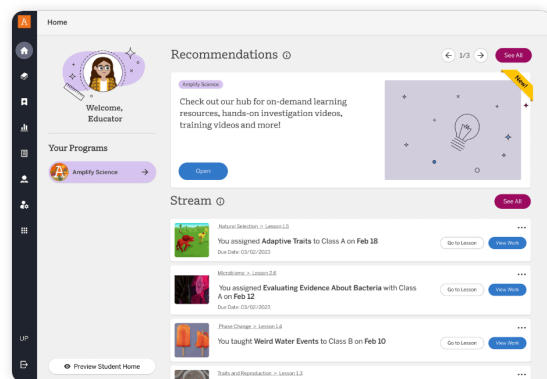 A
Home
Welcome,
Educator
Your Programs
A
Amplify Science
Preview Student Home
UP
Recommendations
1/3
See All
Amplify Science
Check out our hub for on-demand learning
resources, hands-on investigation videos,
training videos and more!
Open
New!
Stream
See All
Natural Selection > Lesson 1.5
You assigned Adaptive Traits to Class A on Feb 18
Due Date: 03/02/2023
Go to Lesson
View Work
Microbiome > Lesson 2.6
You assigned Evaluating Evidence About Bacteria with Class
A on Feb 12
Due Date: 03/02/2023
Go to Lesson
View Work
Phase Change > Lesson 1.4
You taught Weird Water Events to Class B on Feb 10
Go to Lesson
View Work
Traits and Reproduction > Lesson 1.3